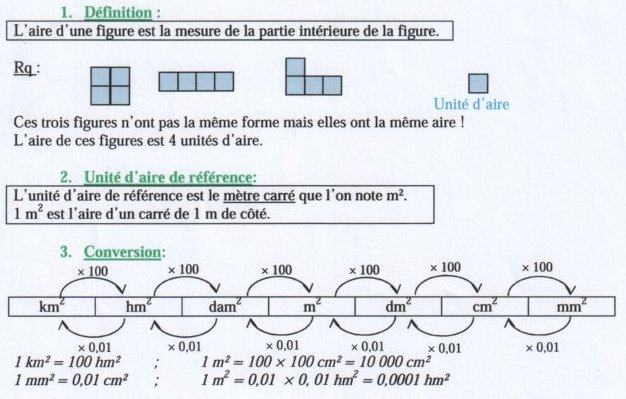 1. Définition :
L'aire d'une figure est la mesure de la partie intérieure de la figure.
Rq :
Unité d'aire
Ces trois figures n'ont pas la même forme mais elles ont la même aire !
L'aire de ces figures est 4 unités d'aire.
2. Unité d'aire de référence:
L'unité d'aire de référence est le mètre carré que l'on note m².
1 m² est l'aire d'un carré de 1 m de côté.
3. Conversion:
× 100 × 100 × 100 × 100 × 100 × 100
km² hm² dam² m² dm² cm² mm²
× 0,01 × 0,01 × 0,01 × 0,01 × 0,01 × 0,01
1 km² = 100 hm² ; 1 m² = 100 × 100 cm² = 10 000 cm²
1 mm² = 0,01 cm² ; 1 m² = 0,01 × 0, 01 hm² = 0,0001 hm²